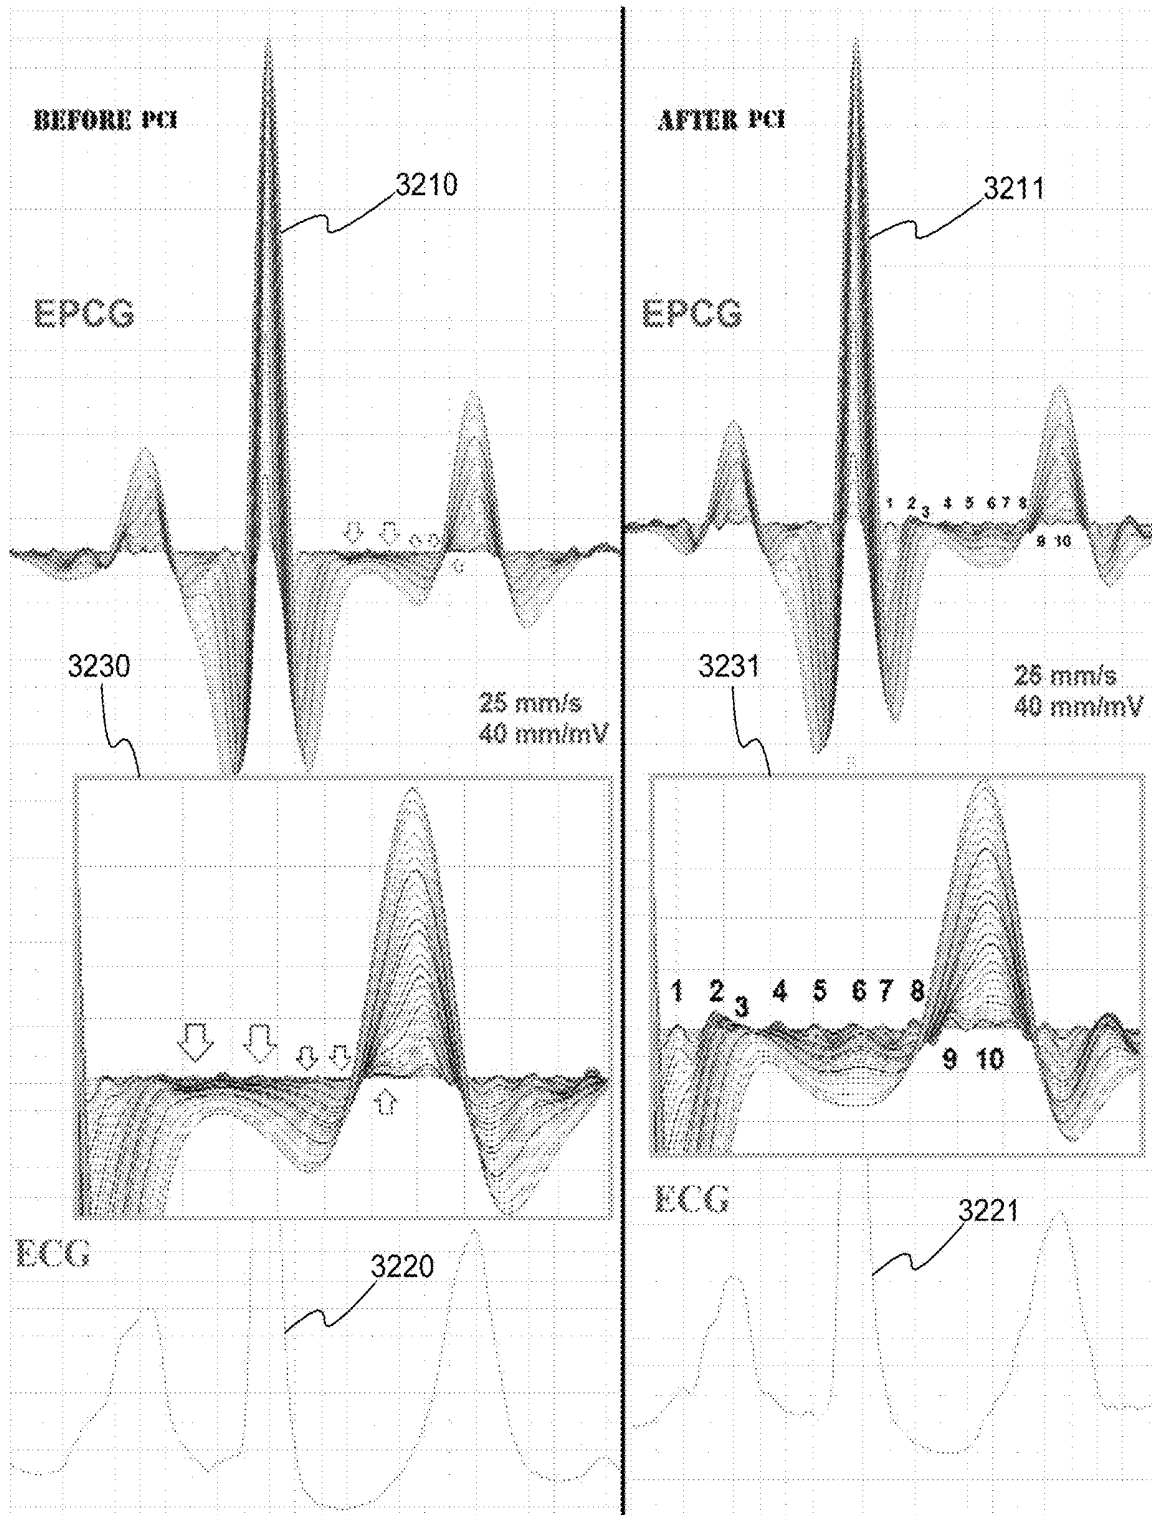 BEFORE PCI
3210
EPCG
3230
25 mm/s
40 mm/mV
ECG
3220
AFTER PCI
3211
EPCG
1 2 3 4 5 6 7 8
9 10
3231
25 mm/s
40 mm/mV
1 2 3 4 5 6 7 8
9 10
ECG
3221